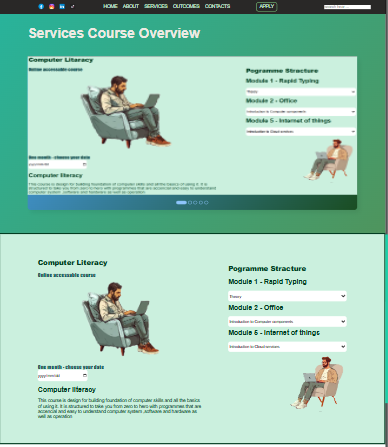 HOME ABOUT SERVICES OUTCOMES CONTACTS APPLY
Services Course Overview
Computer Literacy
Online accessable course
Pogramme Stracture
Module 1 - Rapid Typing
Theory
Module 2 - Office
Introduction to Computer components
Module 5 - Internet of things
Introduction to Cloud services
One month - choose your date
Computer literacy
This course is design for building foundation of computer skills and all the basics of using it. It is
structured to take you from zero to hero with programmes that are accencial and easy to understand
computer system ,software and hardware as well as operation.
Computer Literacy
Online accessable course
Pogramme Stracture
Module 1 - Rapid Typing
Theory
Module 2 - Office
Introduction to Computer components
Module 5 - Internet of things
Introduction to Cloud services
One month - choose your date
Computer literacy
This course is design for building foundation of computer skills and all the basics
of using it. It is structured to take you from zero to hero with programmes that are
accencial and easy to understand computer system ,software and hardware as
well as operation.